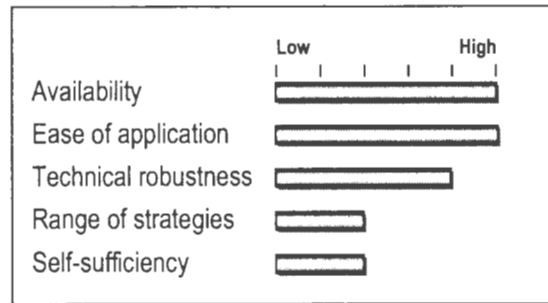 Low High
Availability
Ease of application
Technical robustness
Range of strategies
Self-sufficiency